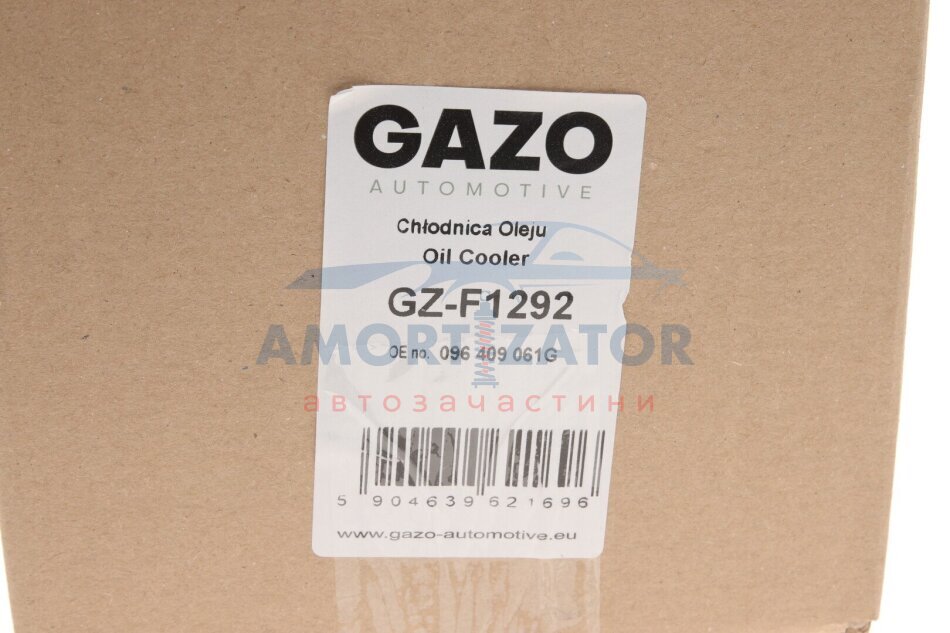 GAZO
AUTOMOTIVE
Chłodnica Oleju
Oil Cooler
GZ-F1292
AMORTIZATOR
OE no. 096 409 061G
автозачастини
5 904639 621696
www.gazo-automotive.eu